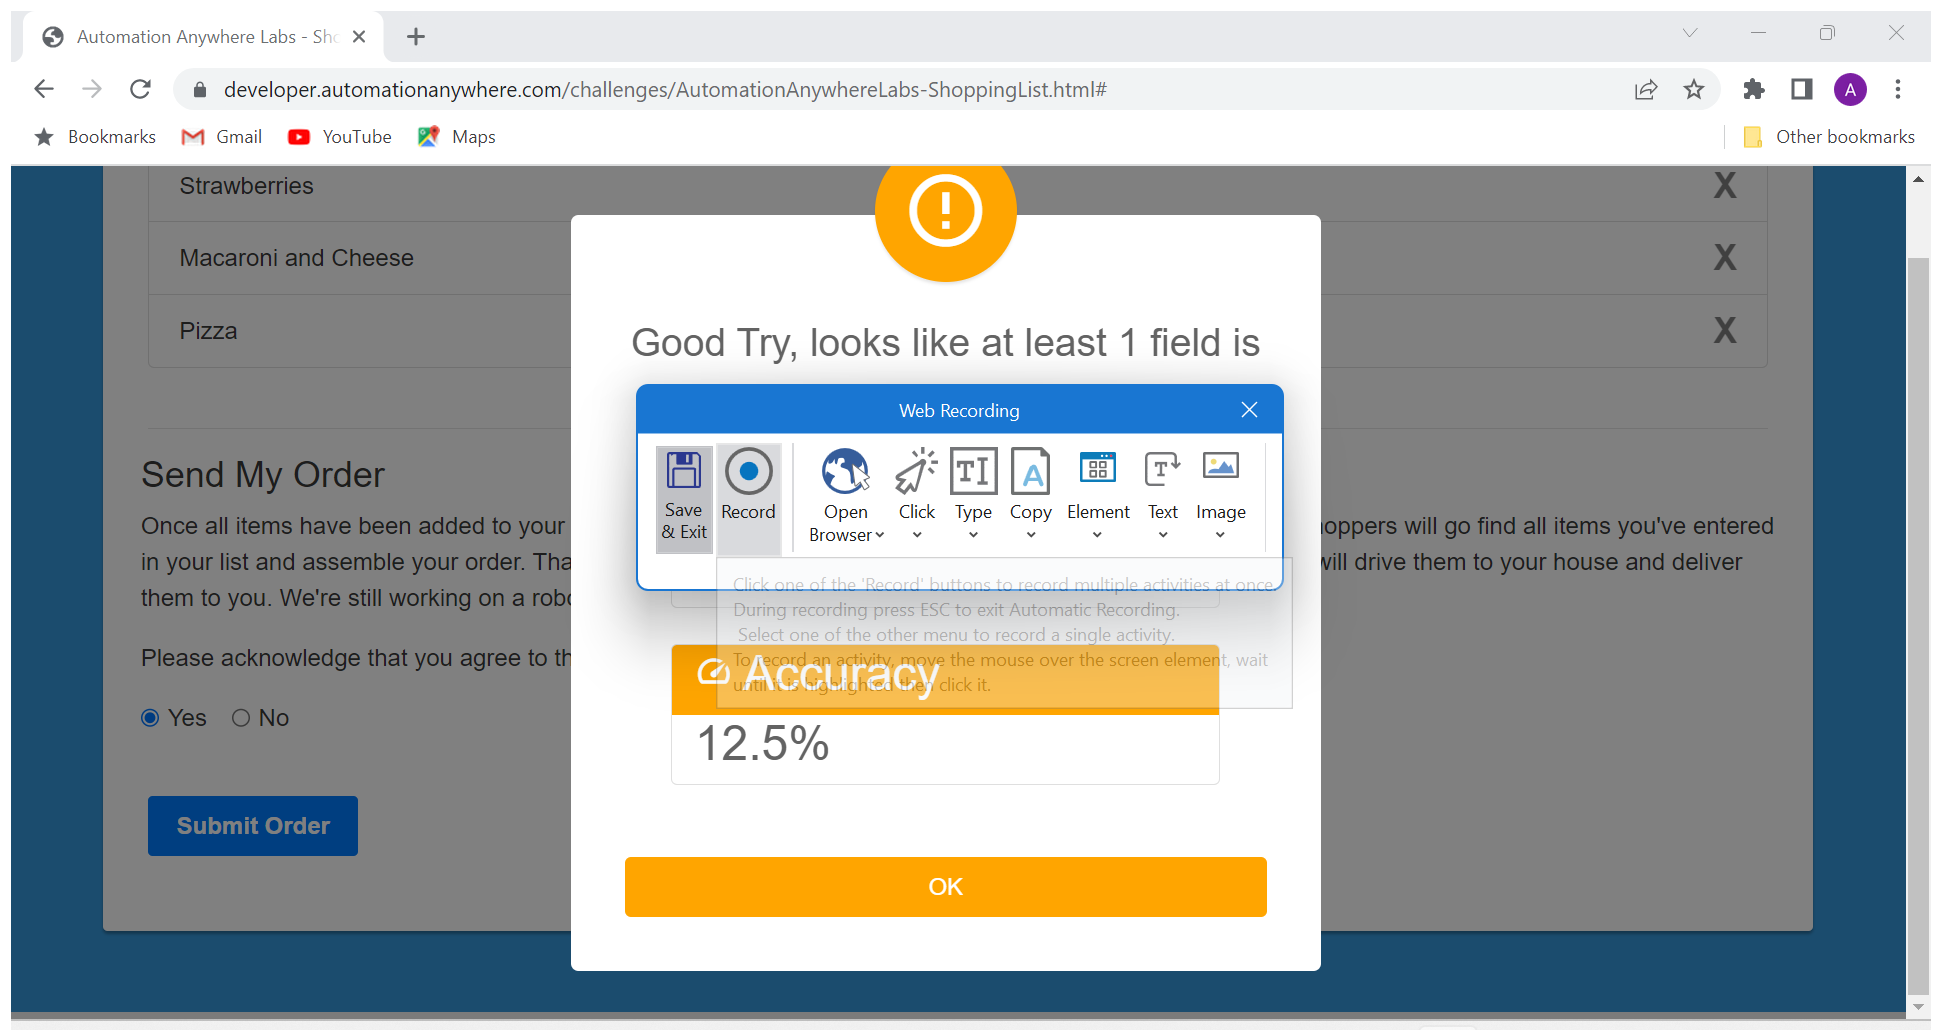 Automation Anywhere Labs - Sho
developer.automationanywhere.com/challenges/AutomationAnywhereLabs-ShoppingList.html#
A
Bookmarks
Gmail
YouTube
Maps
Other bookmarks
Strawberries
X
Macaroni and Cheese
X
Pizza
X
Good Try, looks like at least 1 field is
Web Recording
Save
& Exit
Record
Open
Browser
Click
Type
Copy
Element
Text
Image
Click one of the 'Record' buttons to record multiple activities at once.
During recording press ESC to exit Automatic Recording.
Select one of the other menu to record a single activity.
To record an activity, move the mouse over the screen element, wait
until it is highlighted then click it.
Send My Order
Once all items have been added to your
hoppers will go find all items you've entered
in your list and assemble your order. Tha
will drive them to your house and deliver
them to you. We're still working on a robo
Please acknowledge that you agree to th
Yes
No
Submit Order
Accuracy
12.5%
OK